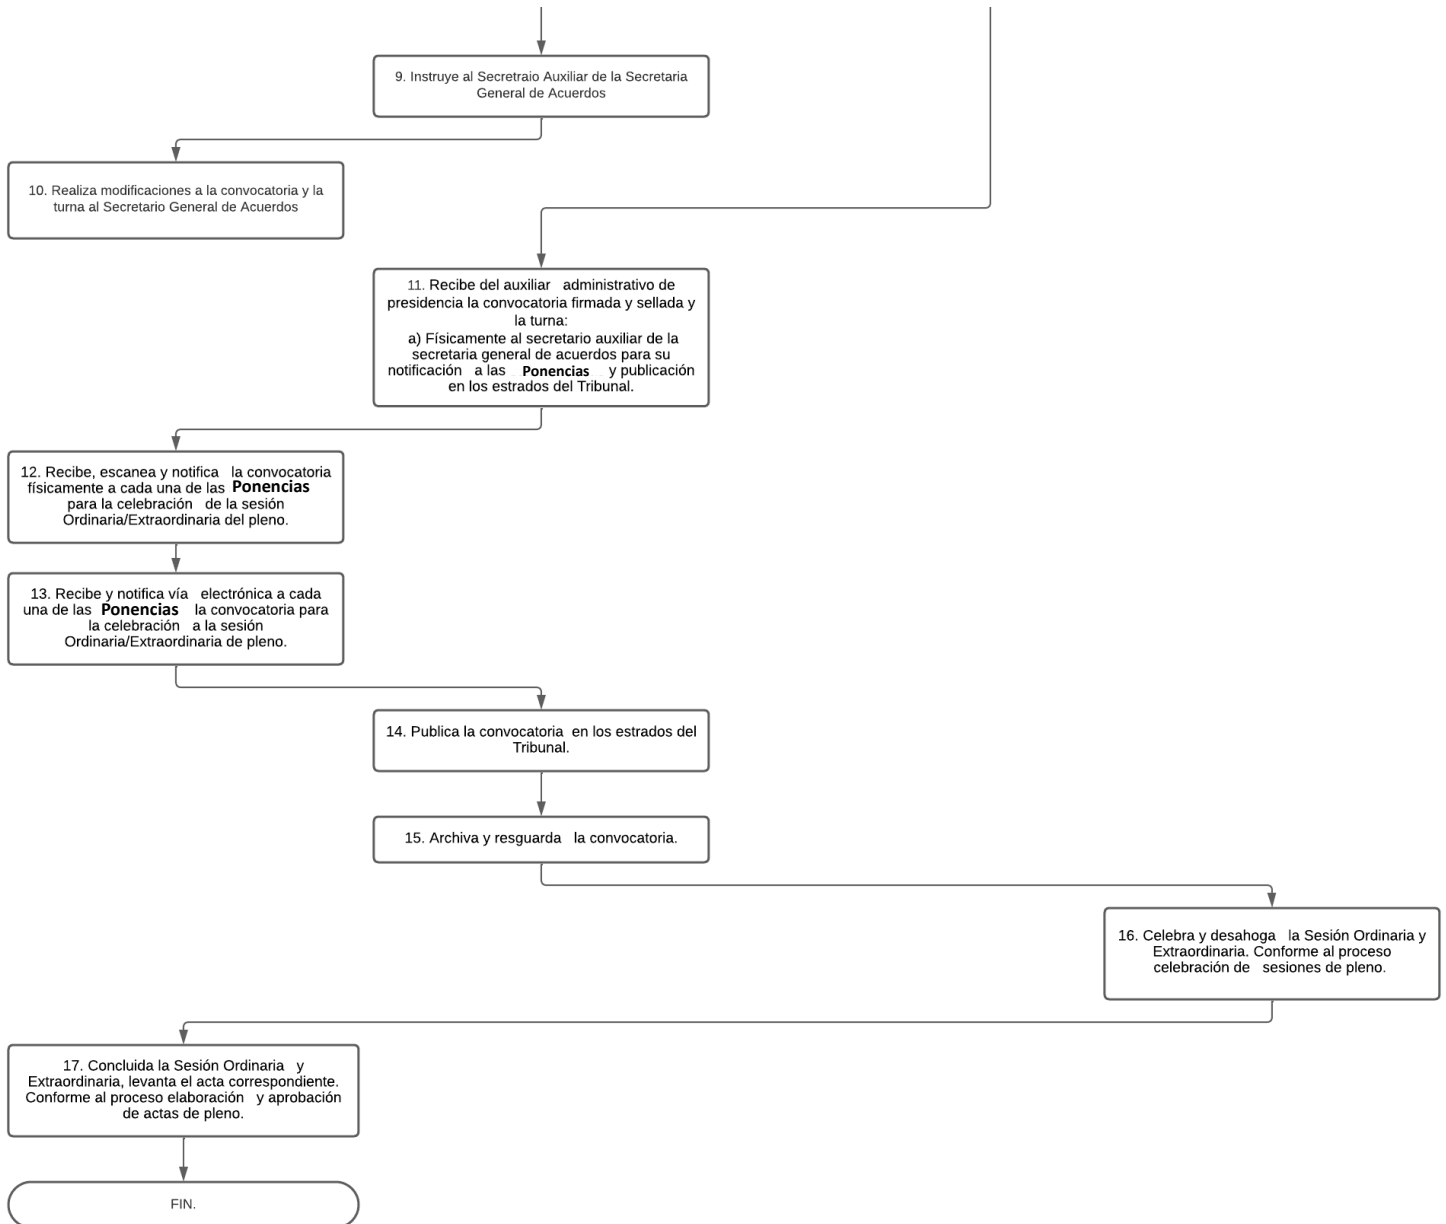 9. Instruye al Secretraio Auxiliar de la Secretaria
General de Acuerdos
10. Realiza modificaciones a la convocatoria y la
turna al Secretario General de Acuerdos
11. Recibe del auxiliar administrativo de
presidencia la convocatoria firmada y sellada y
la turna:
a) Físicamente al secretario auxiliar de la
secretaria general de acuerdos para su
notificación a las Ponencias y publicación
en los estrados del Tribunal.
12. Recibe, escanea y notifica la convocatoria
físicamente a cada una de las Ponencias
para la celebración de la sesión
Ordinaria/Extraordinaria del pleno.
13. Recibe y notifica vía electrónica a cada
una de las Ponencias la convocatoria para
la celebración a la sesión
Ordinaria/Extraordinaria de pleno.
14. Publica la convocatoria en los estrados del
Tribunal.
15. Archiva y resguarda la convocatoria.
16. Celebra y desahoga la Sesión Ordinaria y
Extraordinaria. Conforme al proceso
celebración de sesiones de pleno.
17. Concluida la Sesión Ordinaria y
Extraordinaria, levanta el acta correspondiente.
Conforme al proceso elaboración y aprobación
de actas de pleno.
FIN.